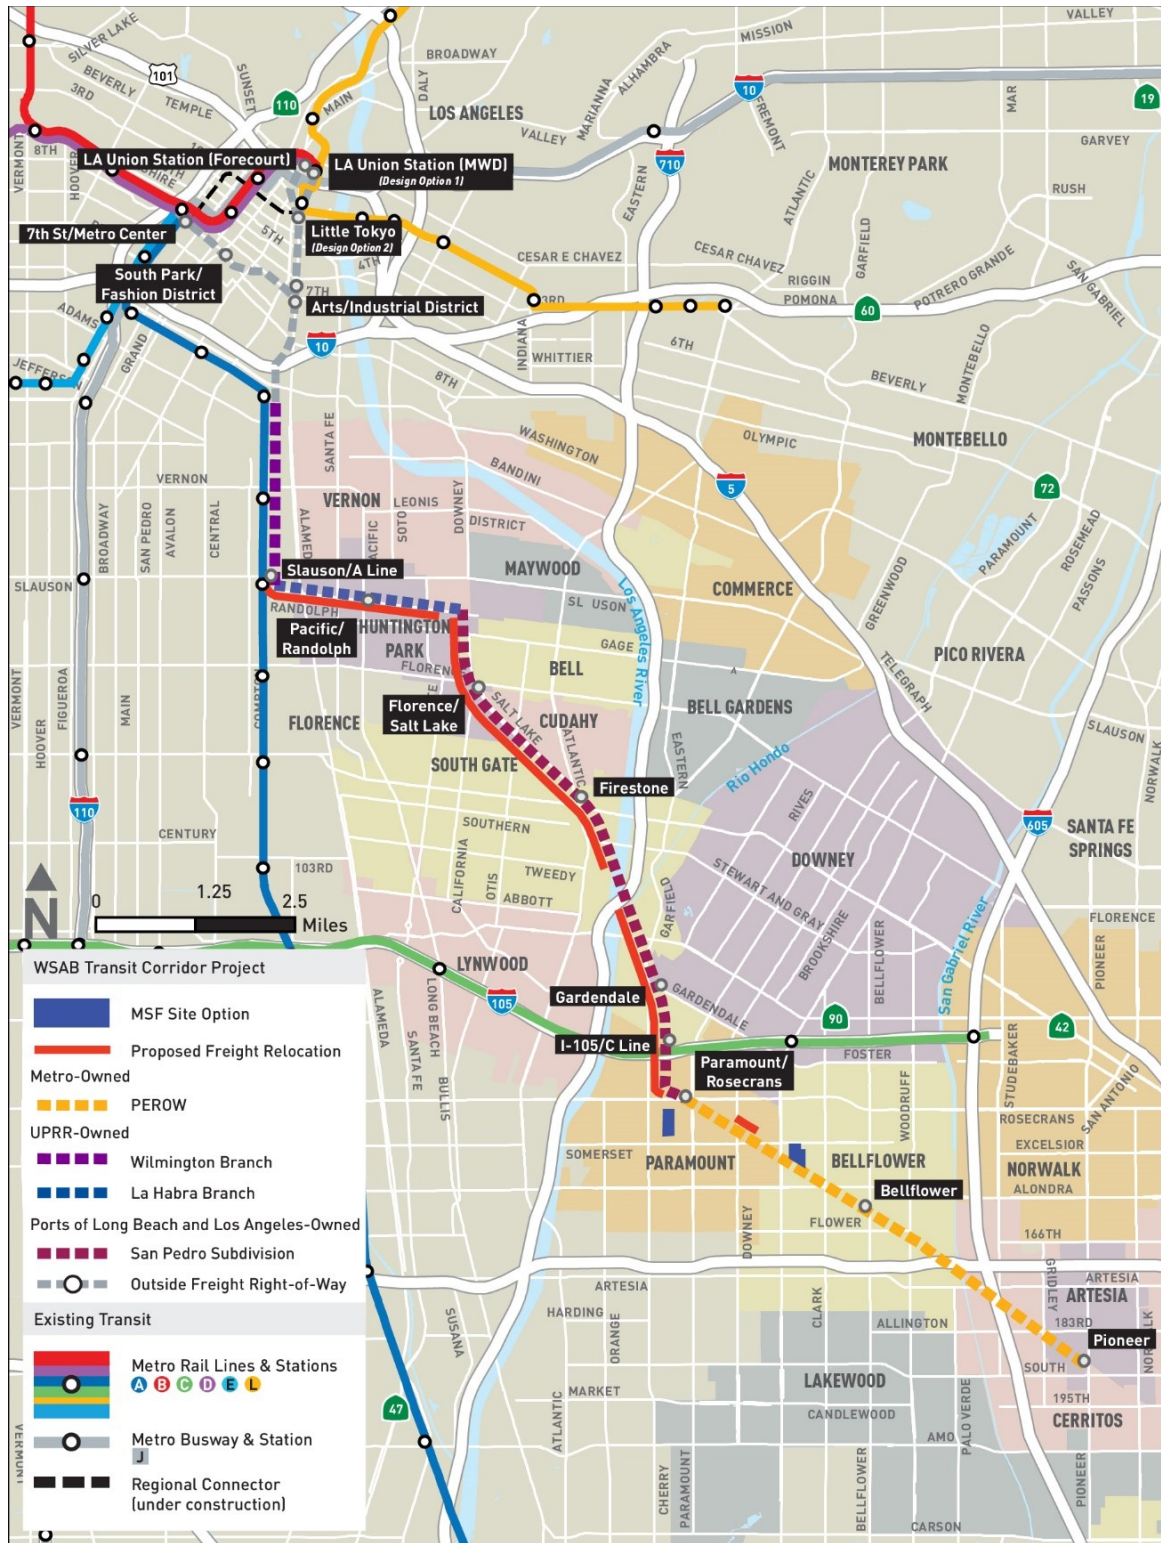 VALLEY
SILVER LAKE
MISSION
101
BROADWAY
BEVERLY
SUNSET
ALHAMBRA
MARIANNA
3RD
DALY
10
TEMPLE
110
MAIN
LOS ANGELES
FREMONT
MAR
19
VALLEY
GARVEY
VERMONT
8TH
HOOVER
LA Union Station (Forecourt)
LA Union Station (MWD)
(Design Option 1)
710
MONTEREY PARK
EASTERN
ATLANTIC
RUSH
7th St/Metro Center
5TH
Little Tokyo
(Design Option 2)
4TH
CESAR E CHAVEZ
CESAR CHAVEZ
GARFIELD
RIGGIN
POTRERO GRANDE
SAN GABRIEL
South Park/
Fashion District
7TH
Arts/Industrial District
3RD
POMONA
60
ADAMS
GRAND
10
INDIANA
6TH
WHITTIER
JEFFERSON
8TH
BEVERLY
MONTEBELLO
SANTA FE
WASHINGTON
OLYMPIC
MONTEBELLO
BANDINI
VERNON
VERNON
LEONIS
DOWNEY
5
72
BROADWAY
SAN PEDRO
AVALON
CENTRAL
SOTO
DISTRICT
PARAMOUNT
ROSEMEAD
PASSONS
SLAUSON
Slauson/A Line
MAYWOOD
COMMERCE
GREENWOOD
RANDOLPH
Los Angeles River
Pacific/
Randolph
HUNTINGTON
PARK
GAGE
TELEGRAPH
PICO RIVERA
BELL
VERMONT
HOOVER
FIGUEROA
MAIN
FLORENCE
Florence/
Salt Lake
SALT LAKE
CUDAHY
BELL GARDENS
SLAUSON
NORWALK
ATLANTIC
EASTERN
SOUTH GATE
Rio Hondo
Firestone
110
RIVES
605
SANTA FE
SPRINGS
CENTURY
SOUTHERN
DOWNEY
103RD
CALIFORNIA
OTIS
TWEEDY
ABBOTT
STEWART AND GRAY
GARFIELD
BROOKSHIRE
BELLFLOWER
San Gabriel River
FLORENCE
PIONEER
N
0
1.25
2.5
Miles
LYNWOOD
ALAMEDA
SANTA FE
LONG BEACH
BULLIS
105
Gardendale
GARDENDALE
90
42
I-105/C Line
FOSTER
STUDEBAKER
SAN ANTONIO
Paramount/
Rosecrans
WOODRUFF
ROSECRANS
EXCELSIOR
SOMERSET
PARAMOUNT
BELLFLOWER
NORWALK
ALONDRA
Bellflower
DOWNEY
FLOWER
166TH
GRIDLEY
ARTESIA
ARTESIA
ARTESIA
SUSANA
HARDING
ORANGE
CLARK
ALLINGTON
183RD
Pioneer
SOUTH
MARKET
LAKEWOOD
195TH
CANDLEWOOD
PALO VERDE
CERRITOS
47
ATLANTIC
CHERRY
PARAMOUNT
BELLFLOWER
PIONEER
CARSON
VERMONT
WSAB Transit Corridor Project
MSF Site Option
Proposed Freight Relocation
Metro-Owned
PEROW
UPRR-Owned
Wilmington Branch
La Habra Branch
Ports of Long Beach and Los Angeles-Owned
San Pedro Subdivision
Outside Freight Right-of-Way
Existing Transit
Metro Rail Lines & Stations
A B C D E L
Metro Busway & Station
J
Regional Connector
(under construction)